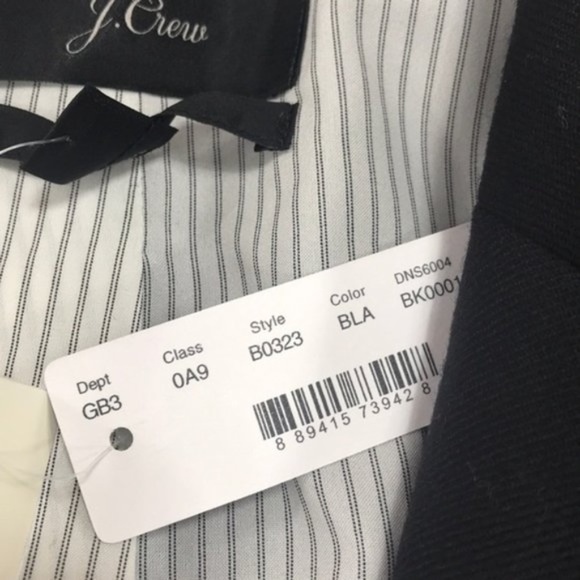 J.Crew
Dept Class Style Color DNS6004
GB3 0A9 B0323 BLA BK0001
8 89415 73942 8